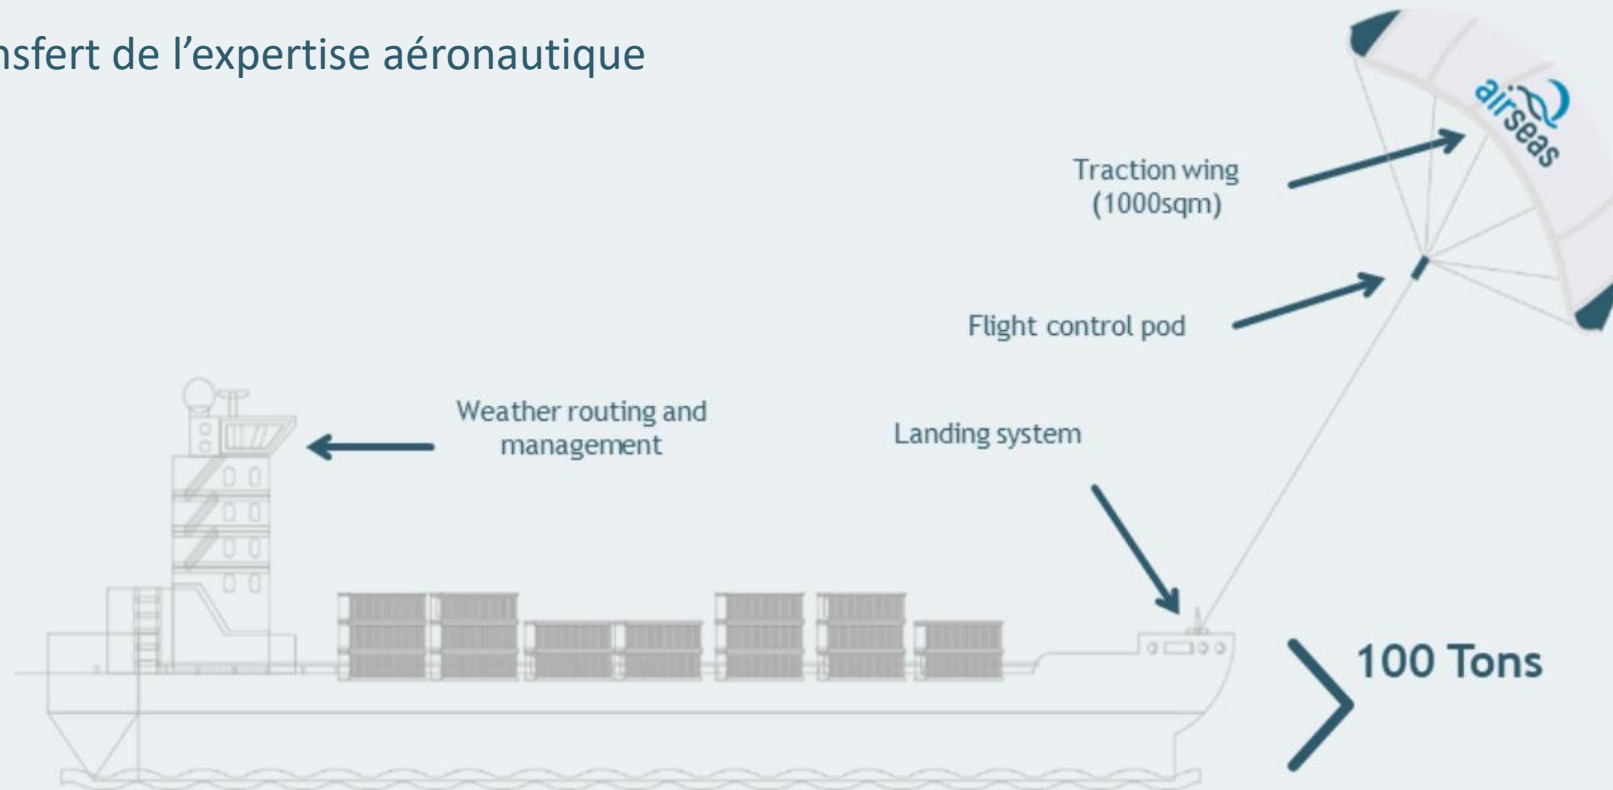 nsfert de l’expertise aéronautique
airseas
Traction wing
(1000sqm)
Flight control pod
Weather routing and
management
Landing system
100 Tons